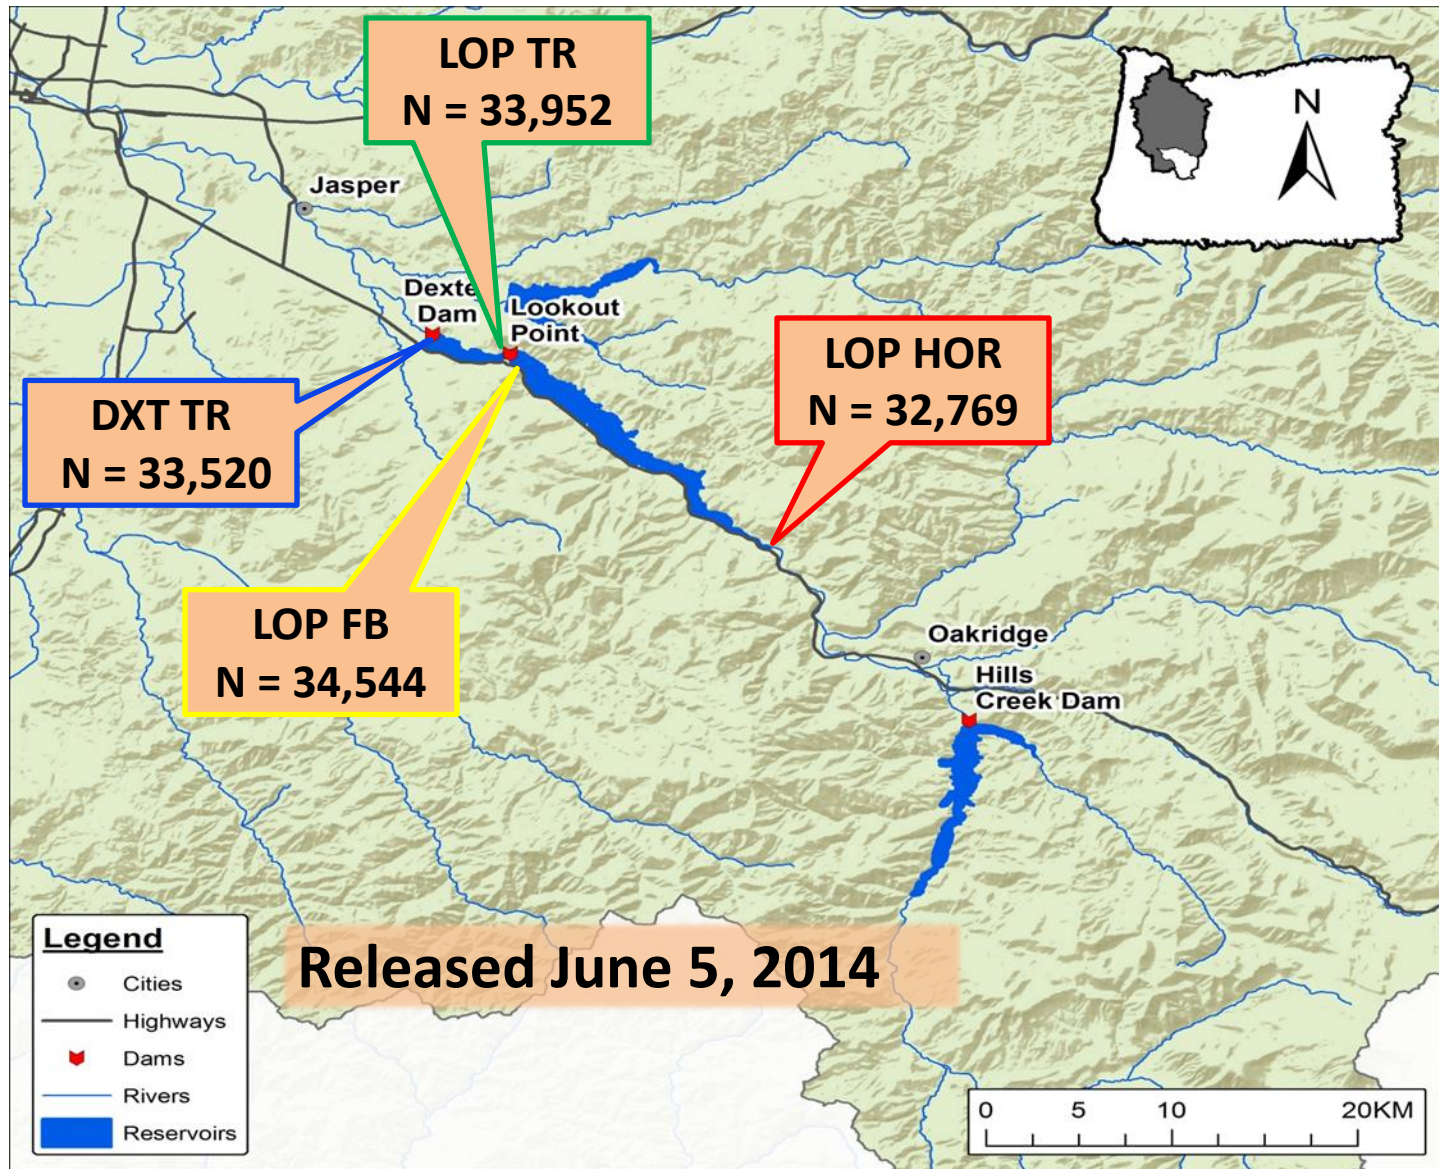 LOP TR
N = 33,952
N
Jasper
Dexte
Dam
Lookout
Point
LOP HOR
N = 32,769
DXT TR
N = 33,520
LOP FB
N = 34,544
Oakridge
Hills
Creek Dam
Released June 5, 2014
Legend
Cities
Highways
Dams
Rivers
Reservoirs
0 5 10 20KM